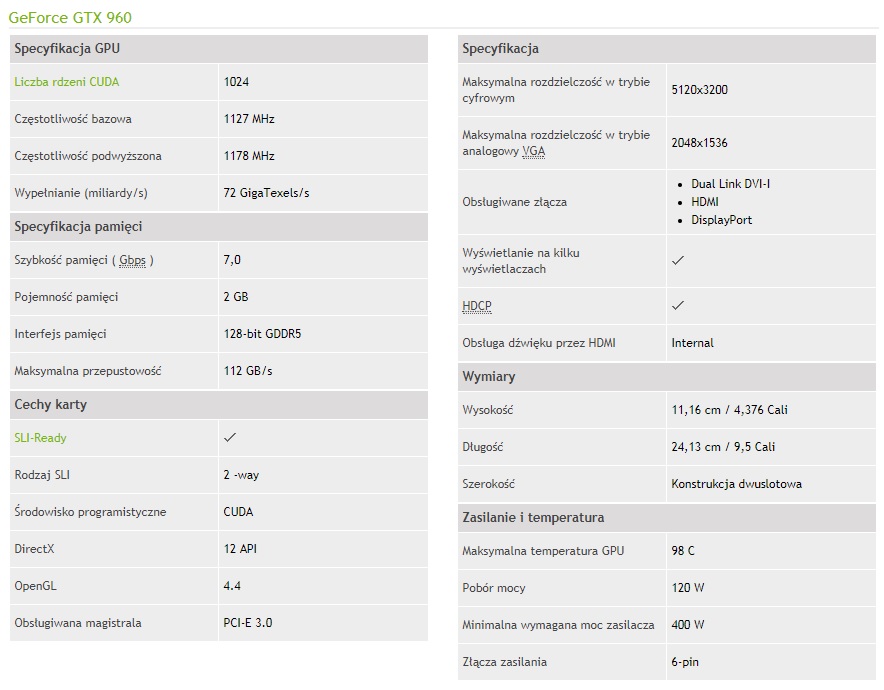 GeForce GTX 960
Specyfikacja GPU
Liczba rdzeni CUDA 1024
Częstotliwość bazowa 1127 MHz
Częstotliwość podwyższona 1178 MHz
Wypełnianie (miliardy/s) 72 GigaTexels/s
Specyfikacja pamięci
Szybkość pamięci ( Gbps ) 7,0
Pojemność pamięci 2 GB
Interfejs pamięci 128-bit GDDR5
Maksymalna przepustowość 112 GB/s
Cechy karty
SLI-Ready ✓
Rodzaj SLI 2 -way
Środowisko programistyczne CUDA
DirectX 12 API
OpenGL 4.4
Obsługiwana magistrala PCI-E 3.0
Specyfikacja
Maksymalna rozdzielczość w trybie
cyfrowym 5120x3200
Maksymalna rozdzielczość w trybie
analogowy VGA 2048x1536
Obsługiwane złącza
• Dual Link DVI-I
• HDMI
• DisplayPort
Wyświetlanie na kilku
wyświetlaczach ✓
HDCP ✓
Obsługa dźwięku przez HDMI Internal
Wymiary
Wysokość 11,16 cm / 4,376 Cali
Długość 24,13 cm / 9,5 Cali
Szerokość Konstrukcja dwuslotowa
Zasilanie i temperatura
Maksymalna temperatura GPU 98 C
Pobór mocy 120 W
Minimalna wymagana moc zasilacza 400 W
Złącza zasilania 6-pin